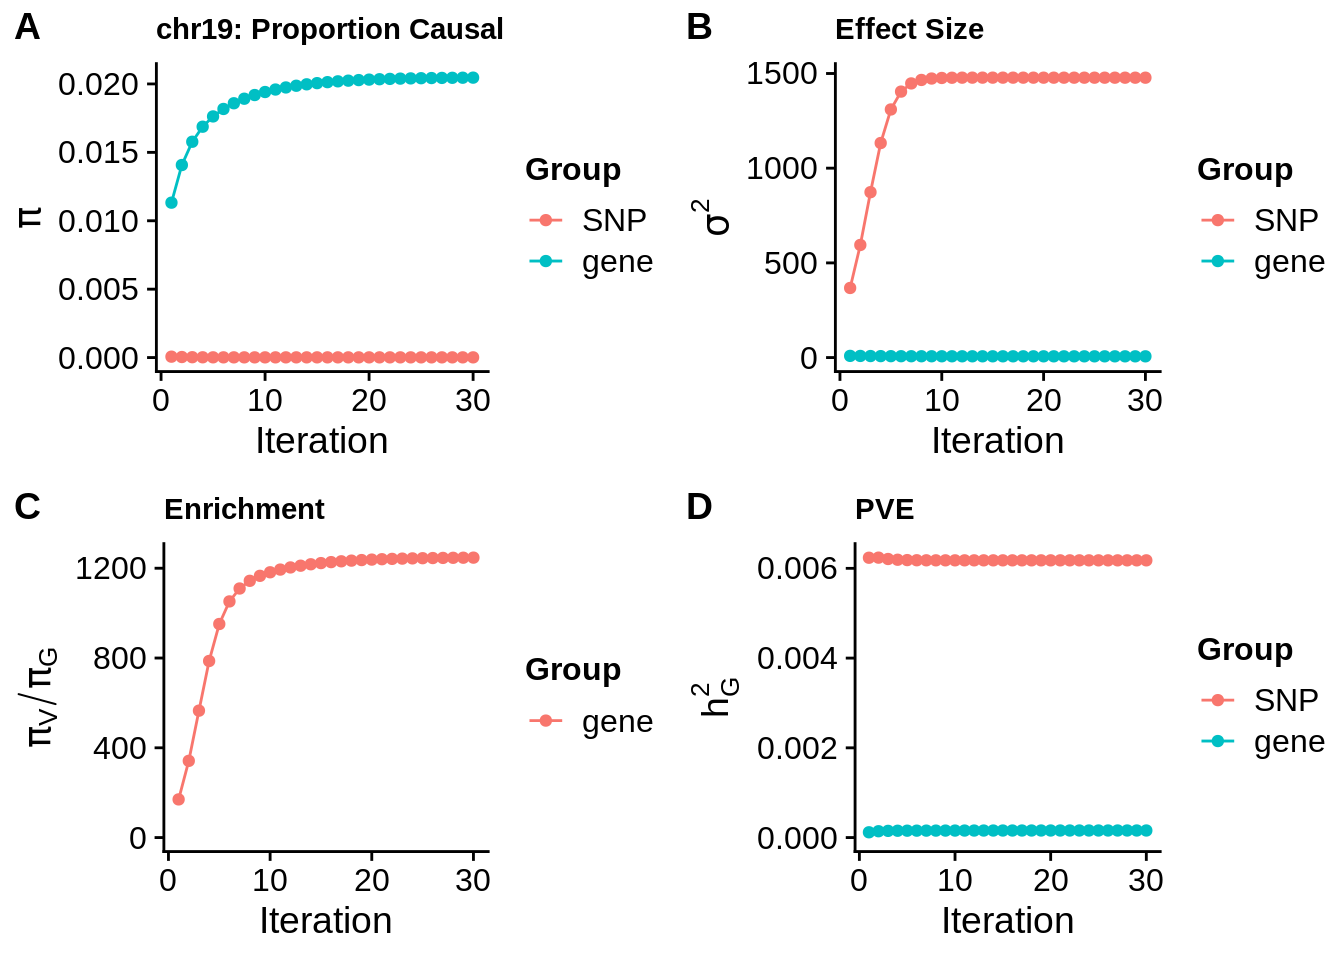 A
chr19: Proportion Causal
π
0.020
0.015
0.010
0.005
0.000
0 10 20 30
Iteration
Group
SNP
gene
B
Effect Size
σ²
1500
1000
500
0
0 10 20 30
Iteration
Group
SNP
gene
C
Enrichment
π_V/π_G
1200
800
400
0
0 10 20 30
Iteration
Group
gene
D
PVE
h²_G
0.006
0.004
0.002
0.000
0 10 20 30
Iteration
Group
SNP
gene